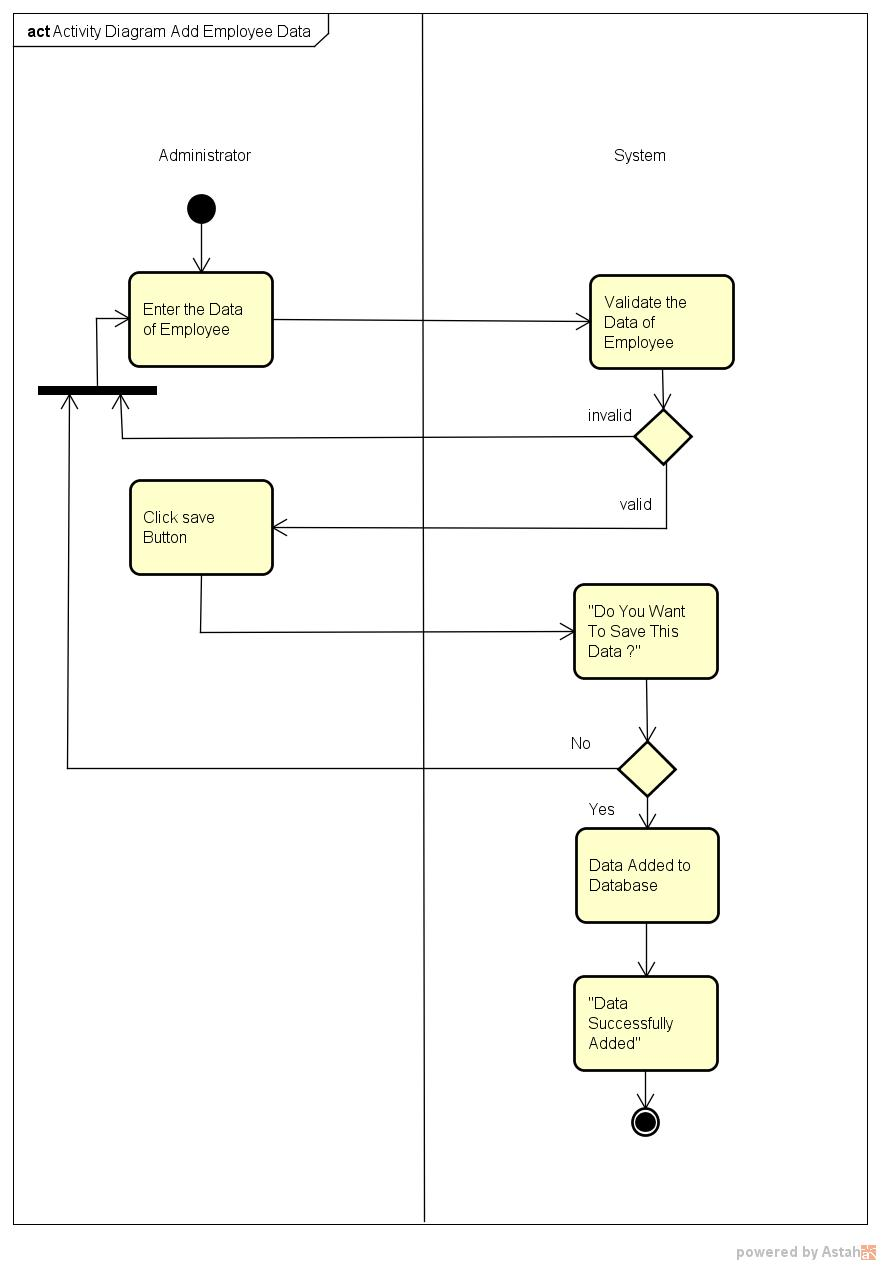 act Activity Diagram Add Employee Data
Administrator
System
Enter the Data
of Employee
Validate the
Data of
Employee
invalid
valid
Click save
Button
"Do You Want
To Save This
Data ?"
No
Yes
Data Added to
Database
"Data
Successfully
Added"
powered by Astah